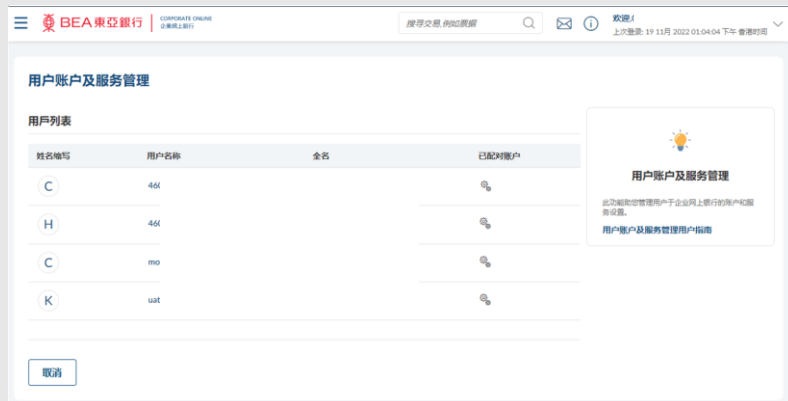 BEA東亞銀行
CORPORATE ONLINE
企業網上銀行
搜寻交易,例如票据
欢迎,(
上次登录: 19 11月 2022 01:04:04 下午 香港时间
用户账户及服务管理
用戶列表
姓名缩写 用户名称 全名 已配对账户
C 460
H 460
C mo
K uat
取消
用户账户及服务管理
此功能助您管理用户于企业网上银行的账户和服
务设置。
用户账户及服务管理用户指南